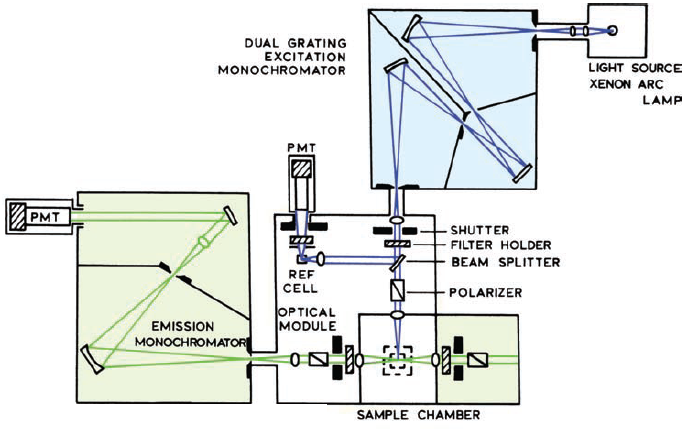 DUAL GRATING
EXCITATION
MONOCHROMATOR
LIGHT SOURCE
XENON ARC
LAMP
PMT
PMT
SHUTTER
FILTER HOLDER
BEAM SPLITTER
REF
CELL
POLARIZER
OPTICAL
MODULE
EMISSION
MONOCHROMATOR
SAMPLE CHAMBER